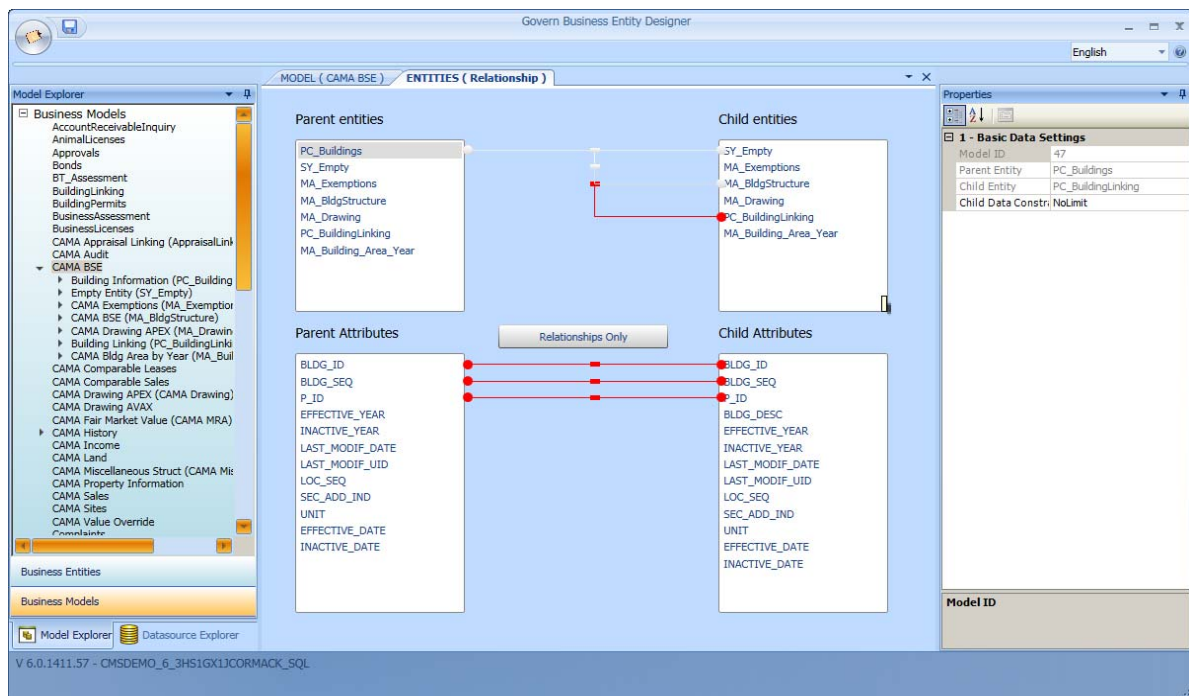 Govern Business Entity Designer
English
Model Explorer
Business Models
AccountReceivableInquiry
AnimalLicenses
Approvals
Bonds
BT_Assessment
BuildingLinking
BuildingPermits
BusinessAssessment
BusinessLicenses
CAMA Appraisal Linking (AppraisalLink
CAMA Audit
CAMA BSE
Building Information (PC_Building
Empty Entity (SY_Empty)
CAMA Exemptions (MA_Exemption
CAMA BSE (MA_BldgStructure)
CAMA Drawing APEX (MA_Drawin
Building Linking (PC_BuildingLinki
CAMA Bldg Area by Year (MA_Buil
CAMA Comparable Leases
CAMA Comparable Sales
CAMA Drawing APEX (CAMA Drawing)
CAMA Drawing AVAX
CAMA Fair Market Value (CAMA MRA)
CAMA History
CAMA Income
CAMA Land
CAMA Miscellaneous Struct (CAMA Mis
CAMA Property Information
CAMA Sales
CAMA Sites
CAMA Value Override
Complaints
Business Entities
Business Models
Model Explorer
Datasource Explorer
MODEL ( CAMA BSE )
ENTITIES ( Relationship )
Parent entities
PC_Buildings
SY_Empty
MA_Exemptions
MA_BldgStructure
MA_Drawing
PC_BuildingLinking
MA_Building_Area_Year
Child entities
SY_Empty
MA_Exemptions
MA_BldgStructure
MA_Drawing
PC_BuildingLinking
MA_Building_Area_Year
Parent Attributes
Relationships Only
Child Attributes
BLDG_ID
BLDG_SEQ
P_ID
EFFECTIVE_YEAR
INACTIVE_YEAR
LAST_MODIF_DATE
LAST_MODIF_UID
LOC_SEQ
SEC_ADD_IND
UNIT
EFFECTIVE_DATE
INACTIVE_DATE
BLDG_ID
BLDG_SEQ
P_ID
BLDG_DESC
EFFECTIVE_YEAR
INACTIVE_YEAR
LAST_MODIF_DATE
LAST_MODIF_UID
LOC_SEQ
SEC_ADD_IND
UNIT
EFFECTIVE_DATE
INACTIVE_DATE
Properties
1 - Basic Data Settings
Model ID 47
Parent Entity PC_Buildings
Child Entity PC_BuildingLinking
Child Data Constra NoLimit
Model ID
V 6.0.1411.57 - CMSDEMO_6_3HS1GX1JCORMACK_SQL